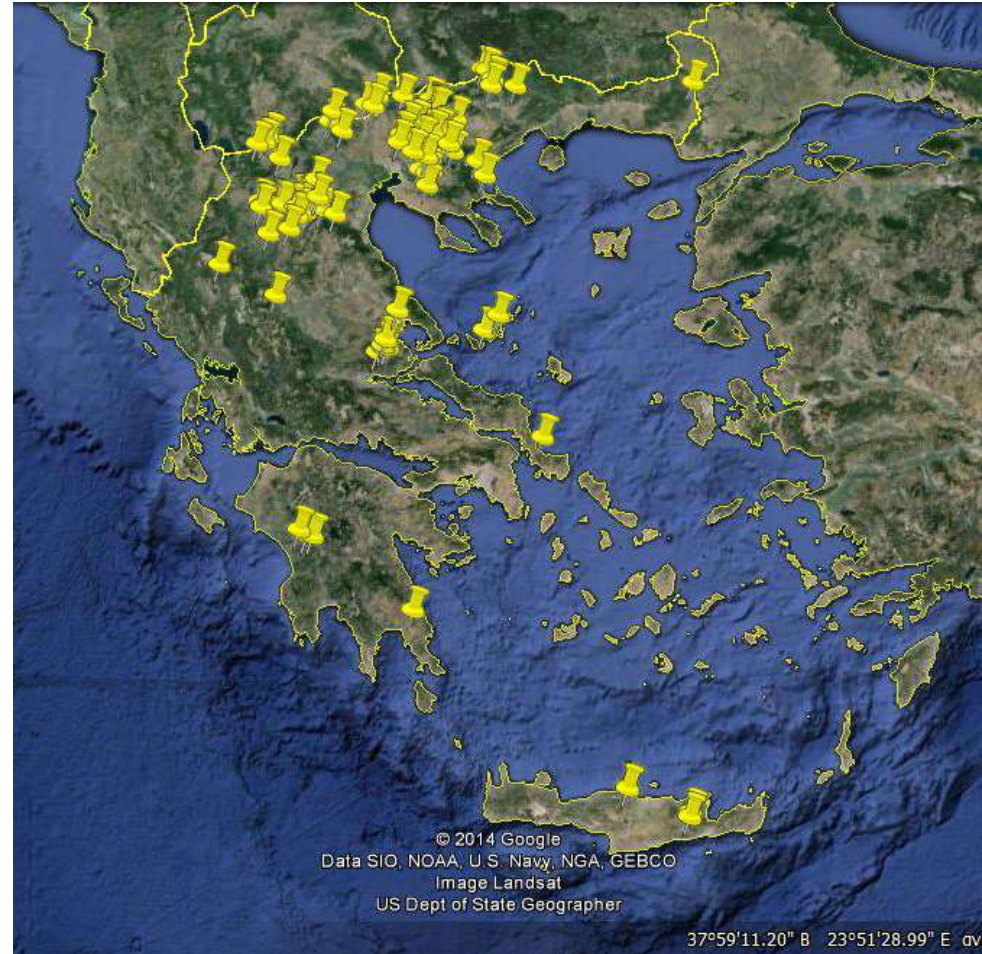 © 2014 Google
Data SIO, NOAA, U.S. Navy, NGA, GEBCO
Image Landsat
US Dept of State Geographer
37°59'11.20" Β 23°51'28.99" Ε αν